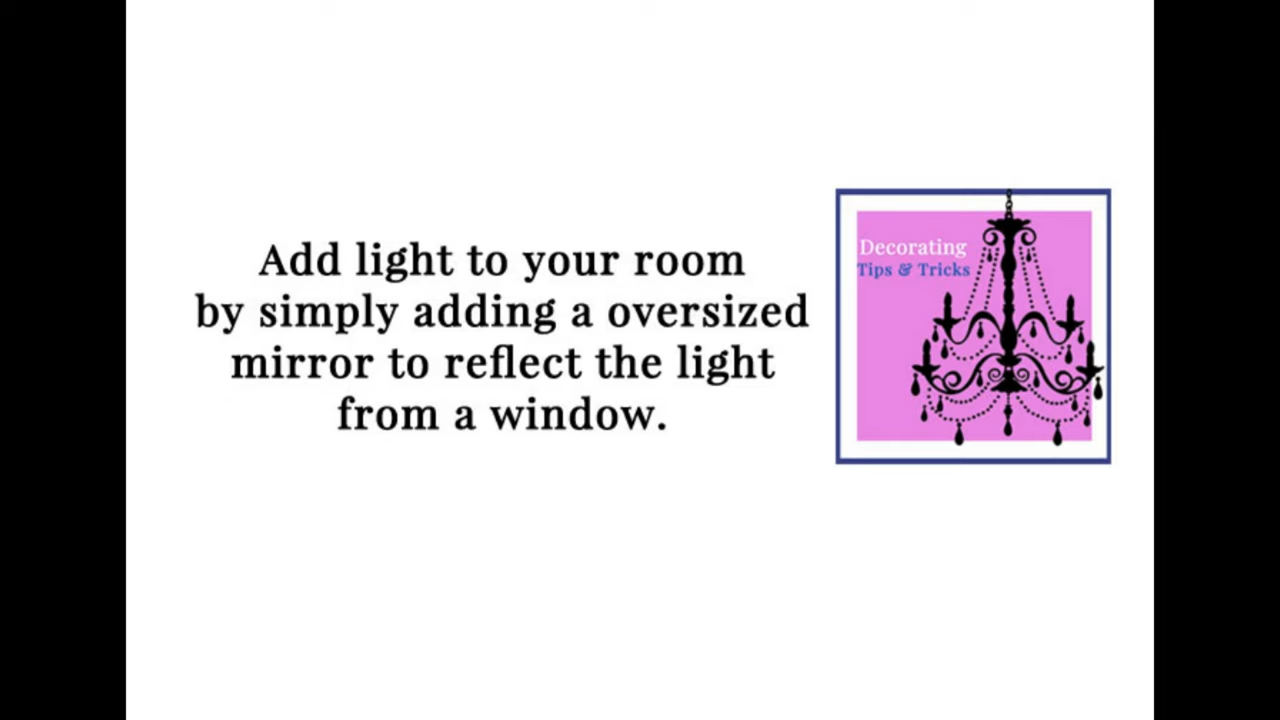 Add light to your room
by simply adding a oversized
mirror to reflect the light
from a window.
Decorating
Tips & Tricks